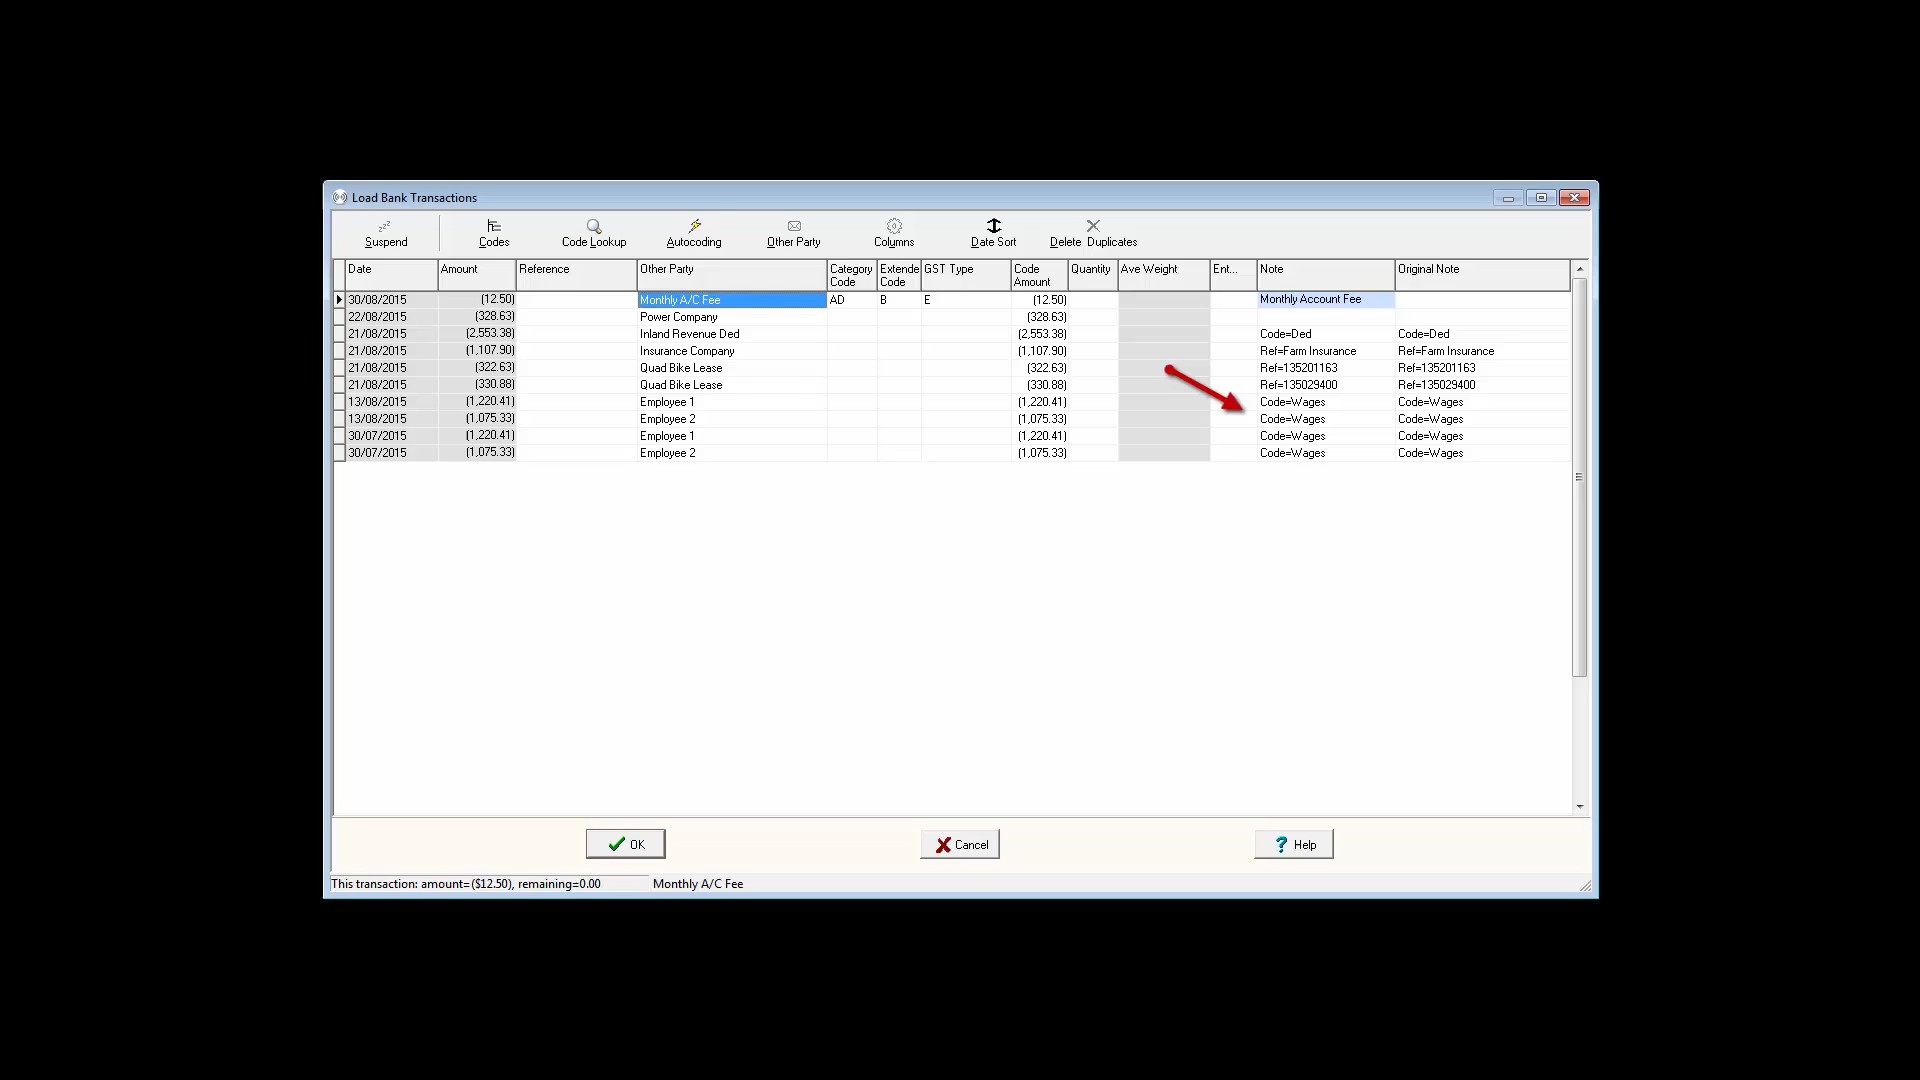 Load Bank Transactions
Suspend Codes Code Lookup Autocoding Other Party Columns Date Sort Delete Duplicates
Date Amount Reference Other Party Category Code Extende Code GST Type Code Amount Quantity Ave Weight Ent... Note Original Note
30/08/2015 (12.50) Monthly A/C Fee AD B E (12.50) Monthly Account Fee
22/08/2015 (328.63) Power Company (328.63)
21/08/2015 (2,553.38) Inland Revenue Ded (2,553.38) Code=Ded Code=Ded
21/08/2015 (1,107.90) Insurance Company (1,107.90) Ref=Farm Insurance Ref=Farm Insurance
21/08/2015 (322.63) Quad Bike Lease (322.63) Ref=135201163 Ref=135201163
21/08/2015 (330.88) Quad Bike Lease (330.88) Ref=135029400 Ref=135029400
13/08/2015 (1,220.41) Employee 1 (1,220.41) Code=Wages Code=Wages
13/08/2015 (1,075.33) Employee 2 (1,075.33) Code=Wages Code=Wages
30/07/2015 (1,220.41) Employee 1 (1,220.41) Code=Wages Code=Wages
30/07/2015 (1,075.33) Employee 2 (1,075.33) Code=Wages Code=Wages
OK Cancel Help
This transaction: amount=($12.50), remaining=0.00 Monthly A/C Fee